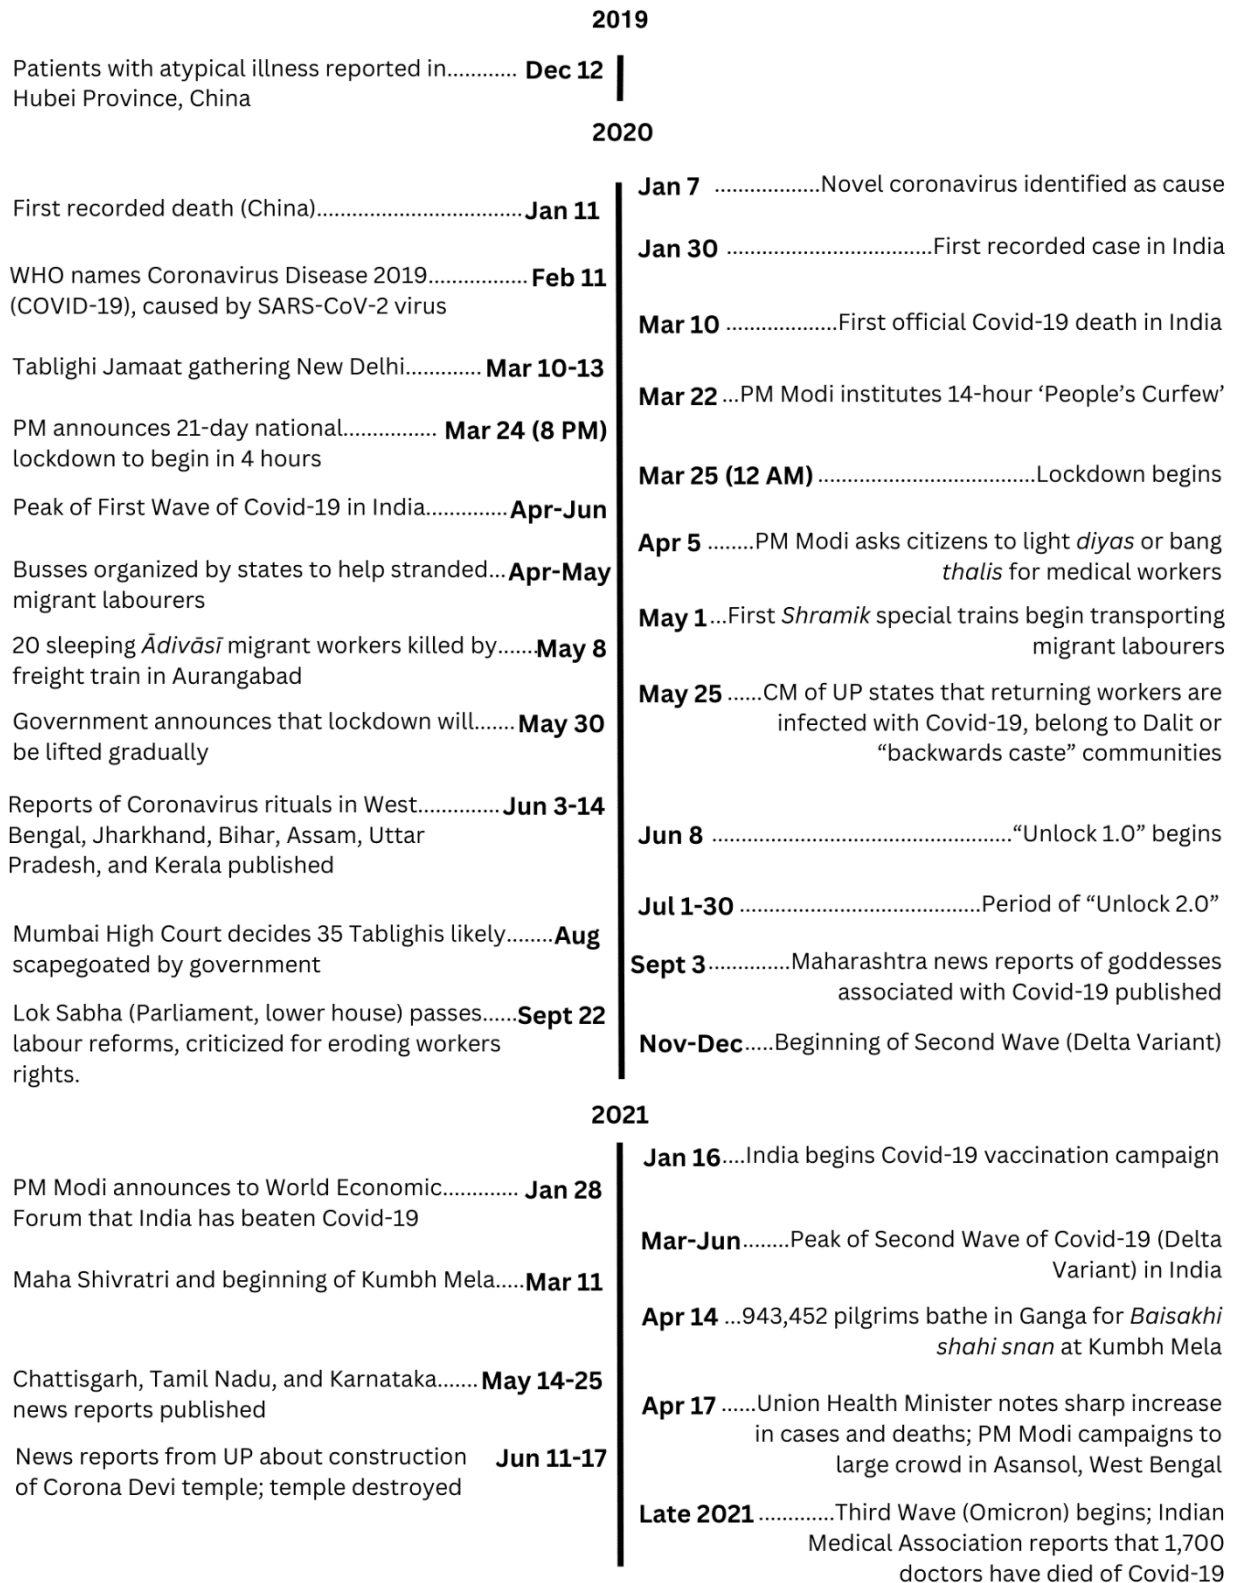 2019
Patients with atypical illness reported in............ Dec 12
Hubei Province, China
2020
Jan 7 ..................Novel coronavirus identified as cause
First recorded death (China)...................................Jan 11
Jan 30 ...................................First recorded case in India
WHO names Coronavirus Disease 2019.................Feb 11
(COVID-19), caused by SARS-CoV-2 virus
Mar 10 ...................First official Covid-19 death in India
Tablighi Jamaat gathering New Delhi............. Mar 10-13
Mar 22 ...PM Modi institutes 14-hour ‘People’s Curfew’
PM announces 21-day national................ Mar 24 (8 PM)
lockdown to begin in 4 hours
Mar 25 (12 AM) .....................................Lockdown begins
Peak of First Wave of Covid-19 in India..............Apr-Jun
Apr 5 ........PM Modi asks citizens to light diyas or bang
thalis for medical workers
Busses organized by states to help stranded...Apr-May
migrant labourers
May 1...First Shramik special trains begin transporting
migrant labourers
20 sleeping Ādivāsī migrant workers killed by.......May 8
freight train in Aurangabad
May 25 ......CM of UP states that returning workers are
infected with Covid-19, belong to Dalit or
“backwards caste” communities
Government announces that lockdown will....... May 30
be lifted gradually
Reports of Coronavirus rituals in West..............Jun 3-14
Bengal, Jharkhand, Bihar, Assam, Uttar
Pradesh, and Kerala published
Jun 8 ...................................................“Unlock 1.0” begins
Jul 1-30 .........................................Period of “Unlock 2.0”
Mumbai High Court decides 35 Tablighis likely........Aug
scapegoated by government
Sept 3..............Maharashtra news reports of goddesses
associated with Covid-19 published
Lok Sabha (Parliament, lower house) passes......Sept 22
labour reforms, criticized for eroding workers
rights.
Nov-Dec.....Beginning of Second Wave (Delta Variant)
2021
Jan 16....India begins Covid-19 vaccination campaign
PM Modi announces to World Economic............. Jan 28
Forum that India has beaten Covid-19
Mar-Jun........Peak of Second Wave of Covid-19 (Delta
Variant) in India
Maha Shivratri and beginning of Kumbh Mela.....Mar 11
Apr 14 ...943,452 pilgrims bathe in Ganga for Baisakhi
shahi snan at Kumbh Mela
Chattisgarh, Tamil Nadu, and Karnataka....... May 14-25
news reports published
Apr 17 ......Union Health Minister notes sharp increase
in cases and deaths; PM Modi campaigns to
large crowd in Asansol, West Bengal
News reports from UP about construction Jun 11-17
of Corona Devi temple; temple destroyed
Late 2021 .............Third Wave (Omicron) begins; Indian
Medical Association reports that 1,700
doctors have died of Covid-19